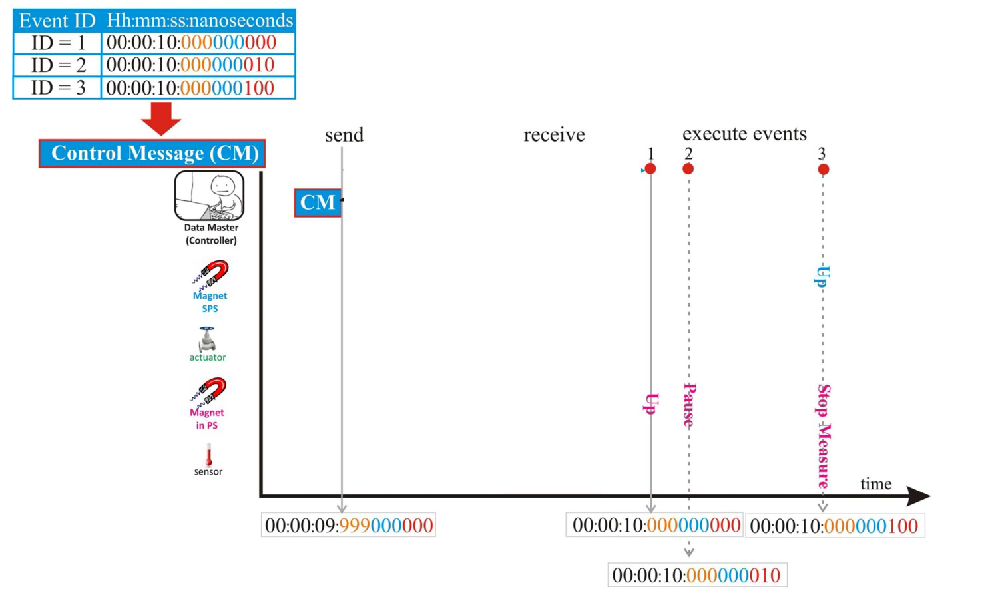 Event ID Hh:mm:ss:nanoseconds
ID = 1 00:00:10:000000000
ID = 2 00:00:10:000000010
ID = 3 00:00:10:000000100
Control Message (CM)
send receive execute events
1 2 3
CM
Data Master
(Controller)
Magnet
SPS
Up
actuator
Magnet
in PS
Up
Pause
Stop Measure
sensor
time
00:00:09:999000000 00:00:10:000000000 00:00:10:000000100
00:00:10:000000010